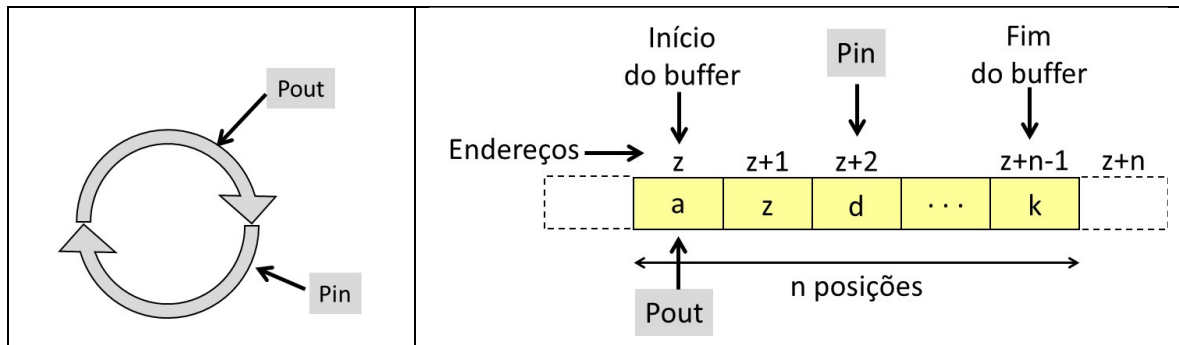 Pout
Pin
Início
do buffer
Pin
Fim
do buffer
Endereços
z z+1 z+2 z+n-1 z+n
a z d · · · k
n posições
Pout